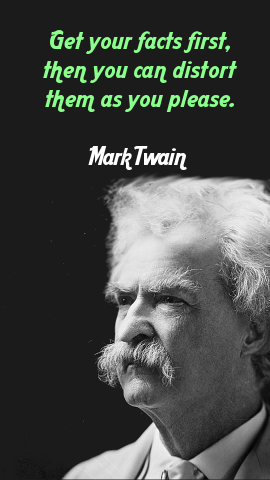 Get your facts first,
then you can distort
them as you please.
Mark Twain